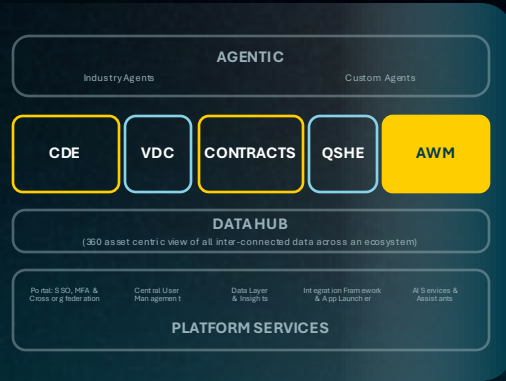 AGENTIC
Industry Agents
Custom Agents
CDE
VDC
CONTRACTS
QSHE
AWM
DATA HUB
(360 asset centric view of all inter-connected data across an ecosystem)
Portal: SSO, MFA &
Cross org federation
Central User
Management
Data Layer
& Insights
Integration Framework
& App Launcher
AI Services &
Assistants
PLATFORM SERVICES